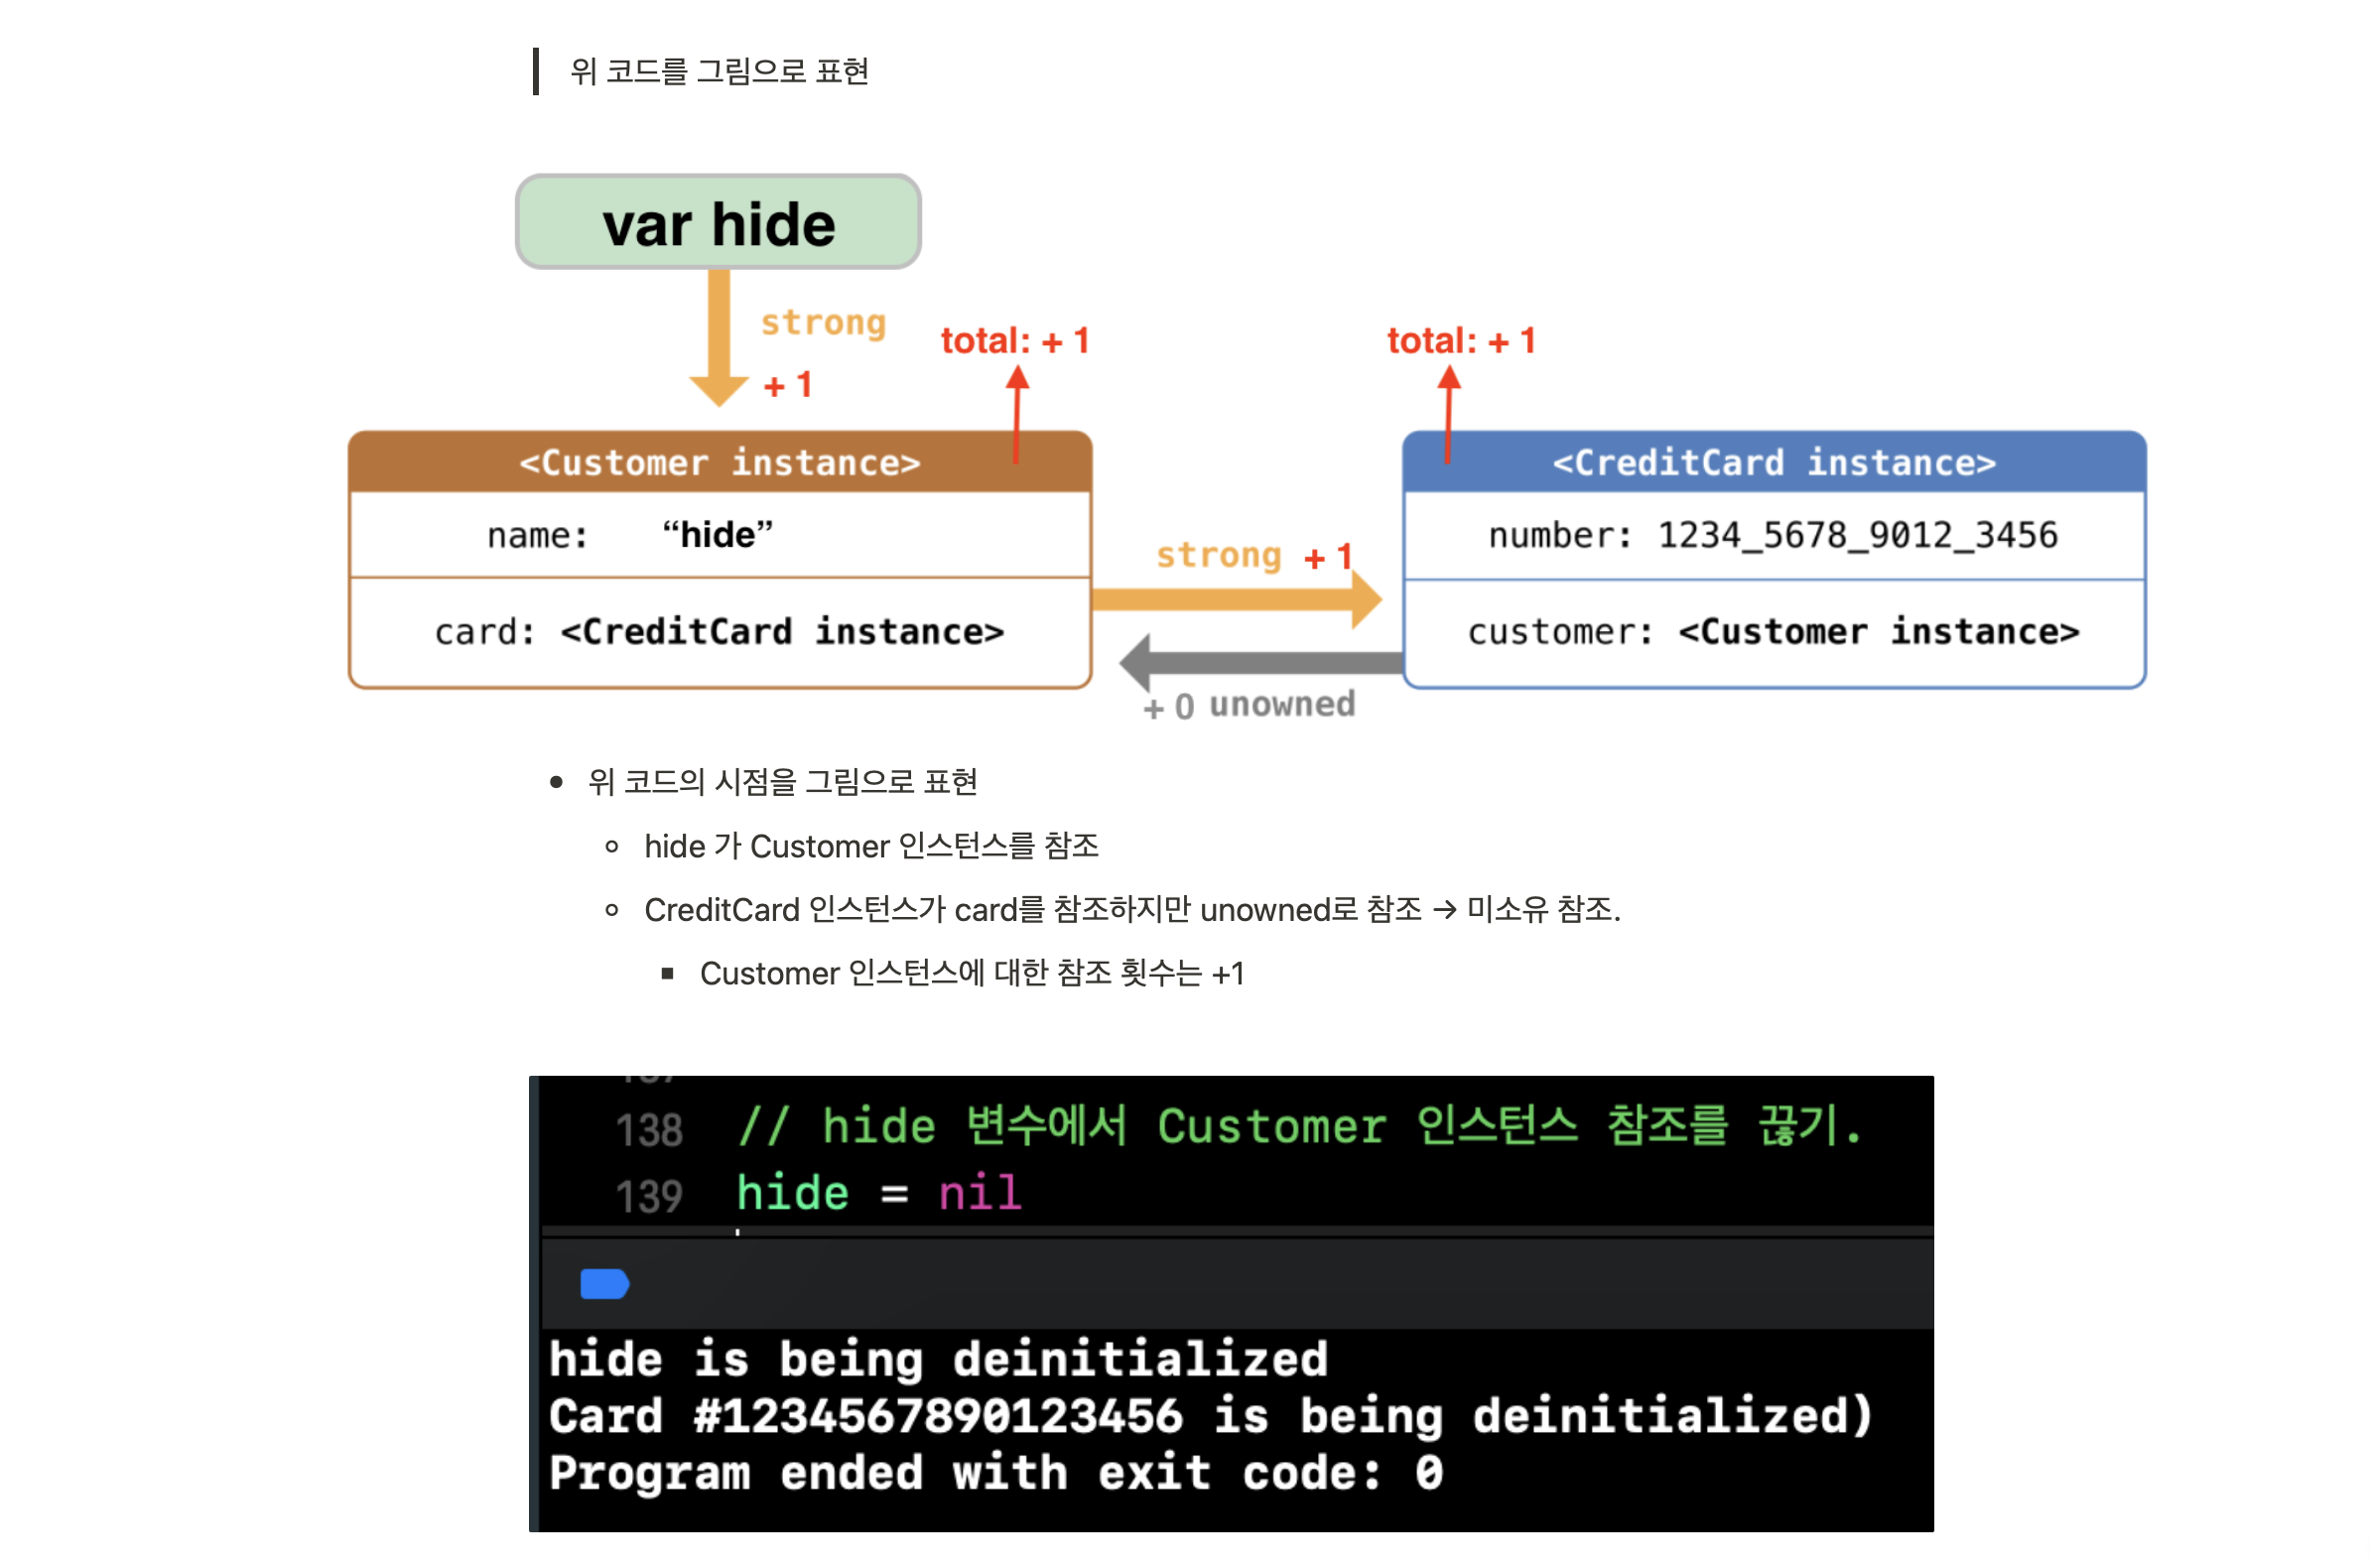 위 코드를 그림으로 표현
var hide
strong
+ 1
total: + 1
total: + 1
<Customer instance>
name: “hide”
card: <CreditCard instance>
strong + 1
+ 0 unowned
<CreditCard instance>
number: 1234_5678_9012_3456
customer: <Customer instance>
위 코드의 시점을 그림으로 표현
hide 가 Customer 인스턴스를 참조
CreditCard 인스턴스가 card를 참조하지만 unowned로 참조 → 미소유 참조.
Customer 인스턴스에 대한 참조 횟수는 +1
138 // hide 변수에서 Customer 인스턴스 참조를 끊기.
139 hide = nil
hide is being deinitialized
Card #1234567890123456 is being deinitialized)
Program ended with exit code: 0